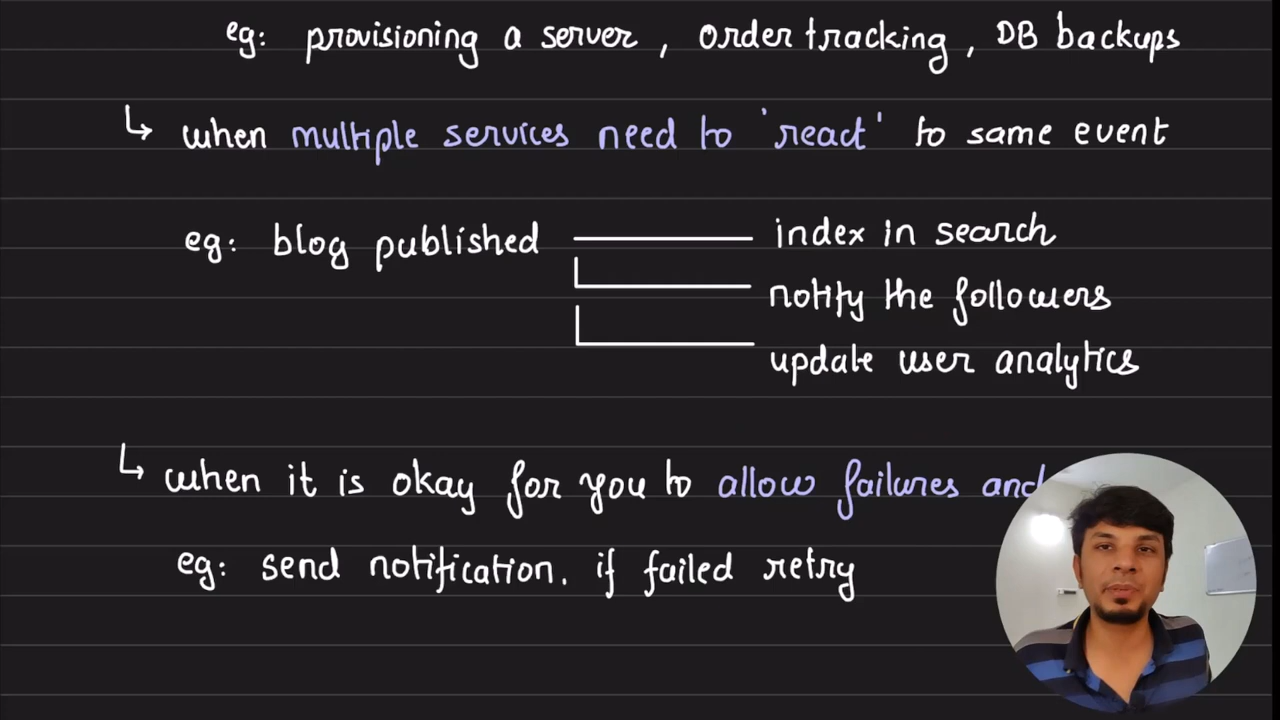 eg: provisioning a server, order tracking, DB backups
↳ when multiple services need to 'react' to same event
eg: blog published
index in search
notify the followers
update user analytics
↳ when it is okay for you to allow failures and
eg: send notification. if failed retry